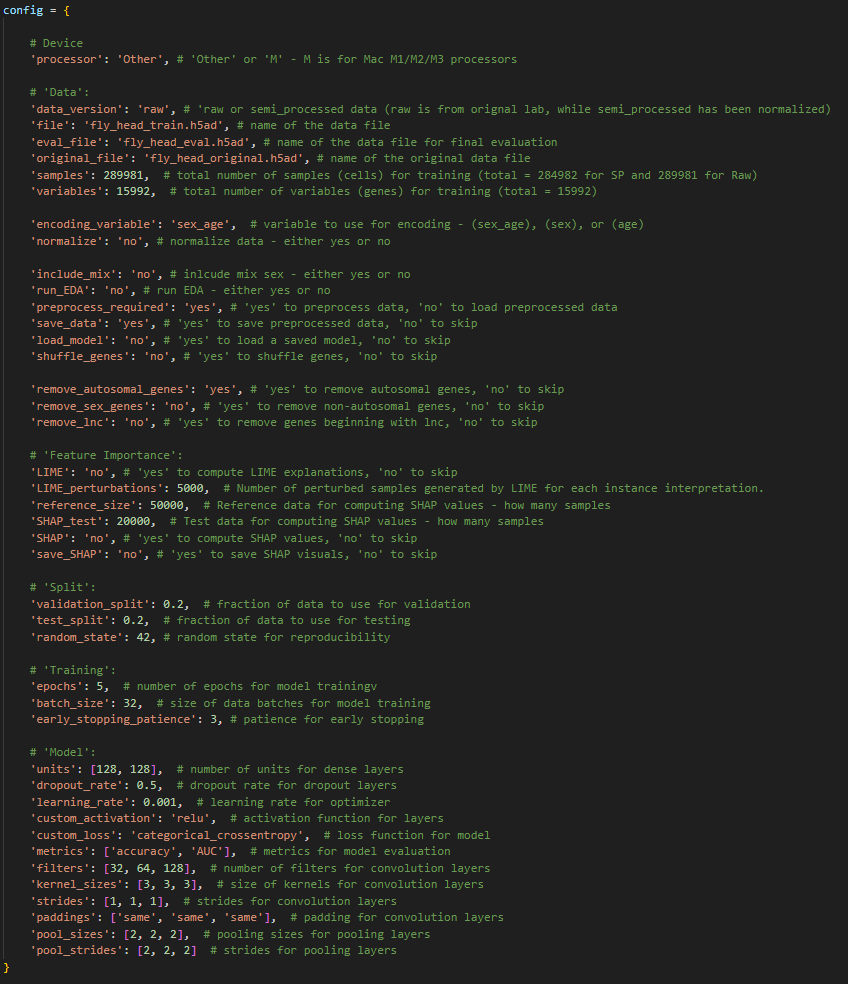 config = {
# Device
'processor': 'Other', # 'Other' or 'M' - M is for Mac M1/M2/M3 processors
# 'Data':
'data_version': 'raw', # 'raw or semi_processed data (raw is from orignal lab, while semi_processed has been normalized)
'file': 'fly_head_train.h5ad', # name of the data file
'eval_file': 'fly_head_eval.h5ad', # name of the data file for final evaluation
'original_file': 'fly_head_original.h5ad', # name of the original data file
'samples': 289981,  # total number of samples (cells) for training (total = 284982 for SP and 289981 for Raw)
'variables': 15992,  # total number of variables (genes) for training (total = 15992)
'encoding_variable': 'sex_age',  # variable to use for encoding - (sex_age), (sex), or (age)
'normalize': 'no', # normalize data - either yes or no
'include_mix': 'no', # inlcude mix sex - either yes or no
'run_EDA': 'no', # run EDA - either yes or no
'preprocess_required': 'yes', # 'yes' to preprocess data, 'no' to load preprocessed data
'save_data': 'yes', # 'yes' to save preprocessed data, 'no' to skip
'load_model': 'no', # 'yes' to load a saved model, 'no' to skip
'shuffle_genes': 'no', # 'yes' to shuffle genes, 'no' to skip
'remove_autosomal_genes': 'yes', # 'yes' to remove autosomal genes, 'no' to skip
'remove_sex_genes': 'no', # 'yes' to remove non-autosomal genes, 'no' to skip
'remove_lnc': 'no', # 'yes' to remove genes beginning with lnc, 'no' to skip
# 'Feature Importance':
'LIME': 'no', # 'yes' to compute LIME explanations, 'no' to skip
'LIME_perturbations': 5000,  # Number of perturbed samples generated by LIME for each instance interpretation.
'reference_size': 50000,  # Reference data for computing SHAP values - how many samples
'SHAP_test': 20000,  # Test data for computing SHAP values - how many samples
'SHAP': 'no', # 'yes' to compute SHAP values, 'no' to skip
'save_SHAP': 'no', # 'yes' to save SHAP visuals, 'no' to skip
# 'Split':
'validation_split': 0.2,  # fraction of data to use for validation
'test_split': 0.2,  # fraction of data to use for testing
'random_state': 42, # random state for reproducibility
# 'Training':
'epochs': 5,  # number of epochs for model trainingv
'batch_size': 32,  # size of data batches for model training
'early_stopping_patience': 3, # patience for early stopping
# 'Model':
'units': [128, 128],  # number of units for dense layers
'dropout_rate': 0.5,  # dropout rate for dropout layers
'learning_rate': 0.001,  # learning rate for optimizer
'custom_activation': 'relu',  # activation function for layers
'custom_loss': 'categorical_crossentropy',  # loss function for model
'metrics': ['accuracy', 'AUC'],  # metrics for model evaluation
'filters': [32, 64, 128],  # number of filters for convolution layers
'kernel_sizes': [3, 3, 3],  # size of kernels for convolution layers
'strides': [1, 1, 1],  # strides for convolution layers
'paddings': ['same', 'same', 'same'],  # padding for convolution layers
'pool_sizes': [2, 2, 2],  # pooling sizes for pooling layers
'pool_strides': [2, 2, 2]  # strides for pooling layers
}